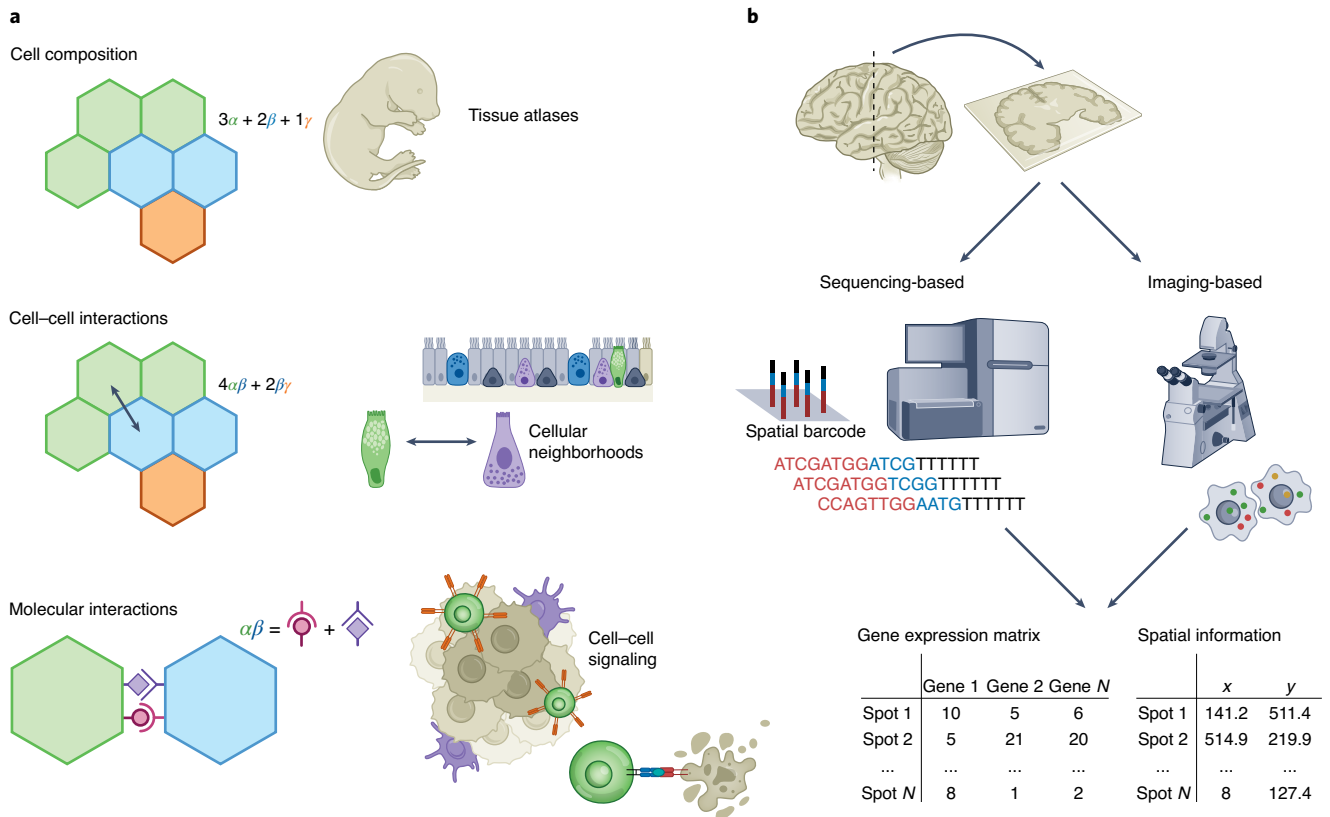 a
Cell composition
3α + 2β + 1γ
Tissue atlases
Cell–cell interactions
4αβ + 2βγ
Cellular
neighborhoods
Molecular interactions
αβ = +
Cell–cell
signaling
b
Sequencing-based
Imaging-based
Spatial barcode
ATCGATGGATCGTTTTTT
ATCGATGGTCGGTTTTTT
CCAGTTGGAATGTTTTTT
Gene expression matrix
Gene 1 Gene 2 Gene N
Spot 1 10 5 6
Spot 2 5 21 20
... ... ... ...
Spot N 8 1 2
Spatial information
x y
Spot 1 141.2 511.4
Spot 2 514.9 219.9
... ... ...
Spot N 8 127.4